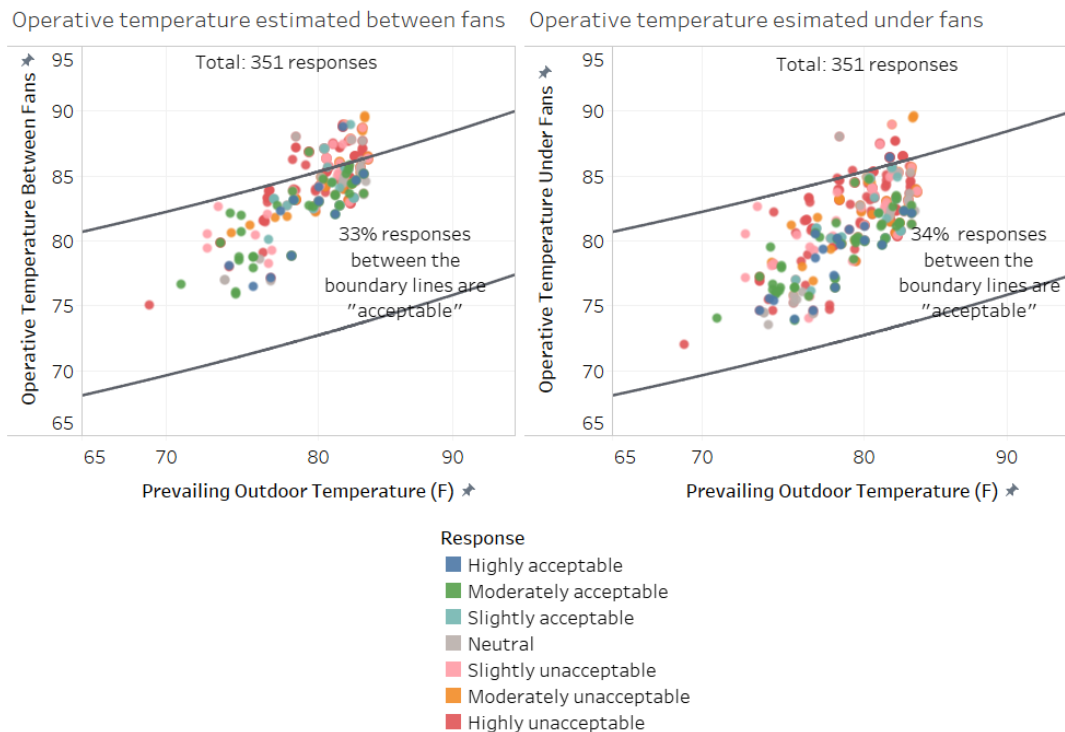 Operative temperature estimated between fans
Operative temperature esimated under fans
Operative Temperature Between Fans
95
90
85
80
75
70
65
Total: 351 responses
33% responses
between the
boundary lines are
"acceptable"
65
70
80
90
Prevailing Outdoor Temperature (F)
Operative Temperature Under Fans
95
90
85
80
75
70
65
Total: 351 responses
34% responses
between the
boundary lines are
"acceptable"
65
70
80
90
Prevailing Outdoor Temperature (F)
Response
Highly acceptable
Moderately acceptable
Slightly acceptable
Neutral
Slightly unacceptable
Moderately unacceptable
Highly unacceptable